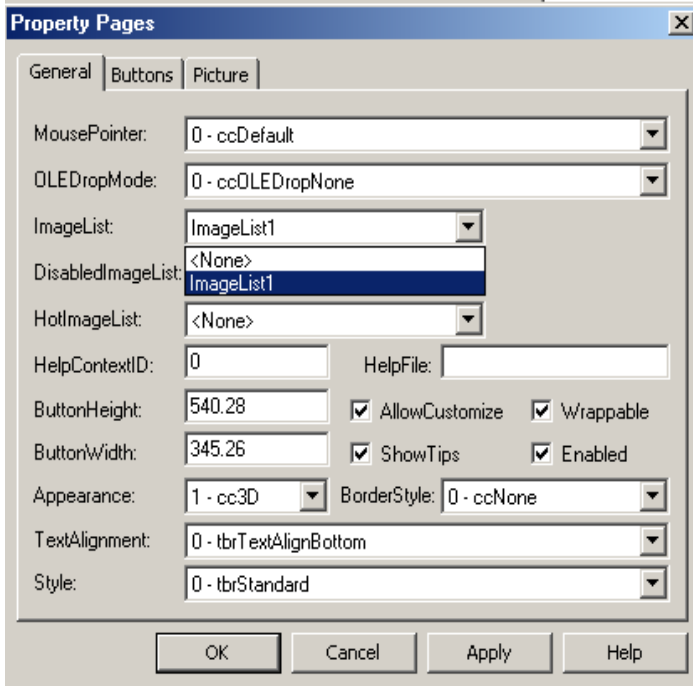 Property Pages
General Buttons Picture
MousePointer: 0 - ccDefault
OLEDropMode: 0 - ccOLEDropNone
ImageList: ImageList1
<None>
DisabledImageList: ImageList1
HotImageList: <None>
HelpContextID: 0 HelpFile:
ButtonHeight: 540.28 AllowCustomize Wrappable
ButtonWidth: 345.26 ShowTips Enabled
Appearance: 1 - cc3D BorderStyle: 0 - ccNone
TextAlignment: 0 - tbrTextAlignBottom
Style: 0 - tbrStandard
OK Cancel Apply Help